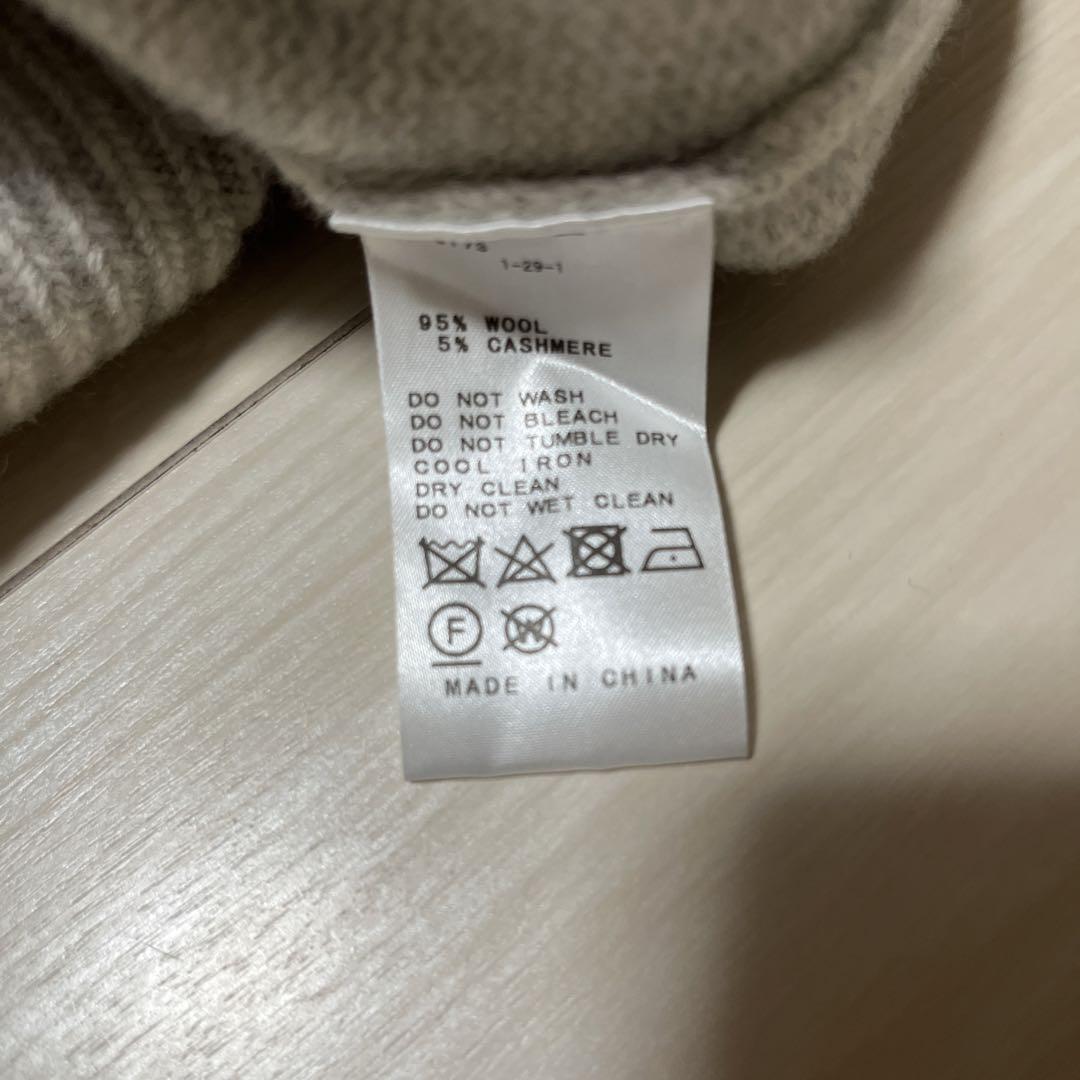 1-29-1
95% WOOL
5% CASHMERE
DO NOT WASH
DO NOT BLEACH
DO NOT TUMBLE DRY
COOL IRON
DRY CLEAN
DO NOT WET CLEAN
F W
MADE IN CHINA